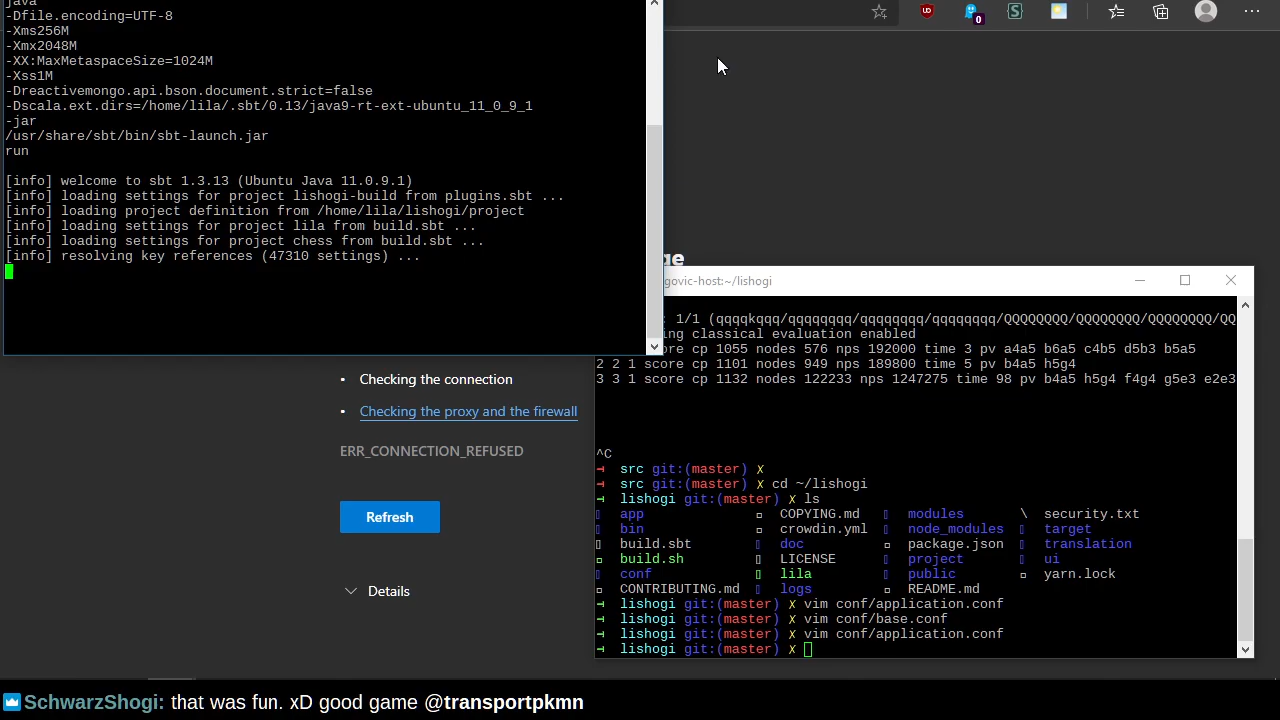 java
-Dfile.encoding=UTF-8
-Xms256M
-Xmx2048M
-XX:MaxMetaspaceSize=1024M
-Xss1M
-Dreactivemongo.api.bson.document.strict=false
-Dscala.ext.dirs=/home/lila/.sbt/0.13/java9-rt-ext-ubuntu_11_0_9_1
-jar
/usr/share/sbt/bin/sbt-launch.jar
run
[info] welcome to sbt 1.3.13 (Ubuntu Java 11.0.9.1)
[info] loading settings for project lishogi-build from plugins.sbt ...
[info] loading project definition from /home/lila/lishogi/project
[info] loading settings for project lila from build.sbt ...
[info] loading settings for project chess from build.sbt ...
[info] resolving key references (47310 settings) ...
UD
0
S
ge
govic-host:~/lishogi
: 1/1 (qqqqkqqq/qqqqqqqq/qqqqqqqq/qqqqqqqq/QQQQQQQQ/QQQQQQQQ/QQQQQQQQ/QQ
ing classical evaluation enabled
ore cp 1055 nodes 576 nps 192000 time 3 pv a4a5 b6a5 c4b5 d5b3 b5a5
2 2 1 score cp 1101 nodes 949 nps 189800 time 5 pv b4a5 h5g4
3 3 1 score cp 1132 nodes 122233 nps 1247275 time 98 pv b4a5 h5g4 f4g4 g5e3 e2e3
^C
→ src git:(master) ✗
→ src git:(master) ✗ cd ~/lishogi
→ lishogi git:(master) ✗ ls
app COPYING.md modules \ security.txt
bin crowdin.yml node_modules target
build.sbt doc package.json translation
build.sh LICENSE project ui
conf lila public yarn.lock
CONTRIBUTING.md logs README.md
→ lishogi git:(master) ✗ vim conf/application.conf
→ lishogi git:(master) ✗ vim conf/base.conf
→ lishogi git:(master) ✗ vim conf/application.conf
→ lishogi git:(master) ✗
• Checking the connection
• Checking the proxy and the firewall
ERR_CONNECTION_REFUSED
Refresh
Details
SchwarzShogi: that was fun. xD good game @transportpkmn